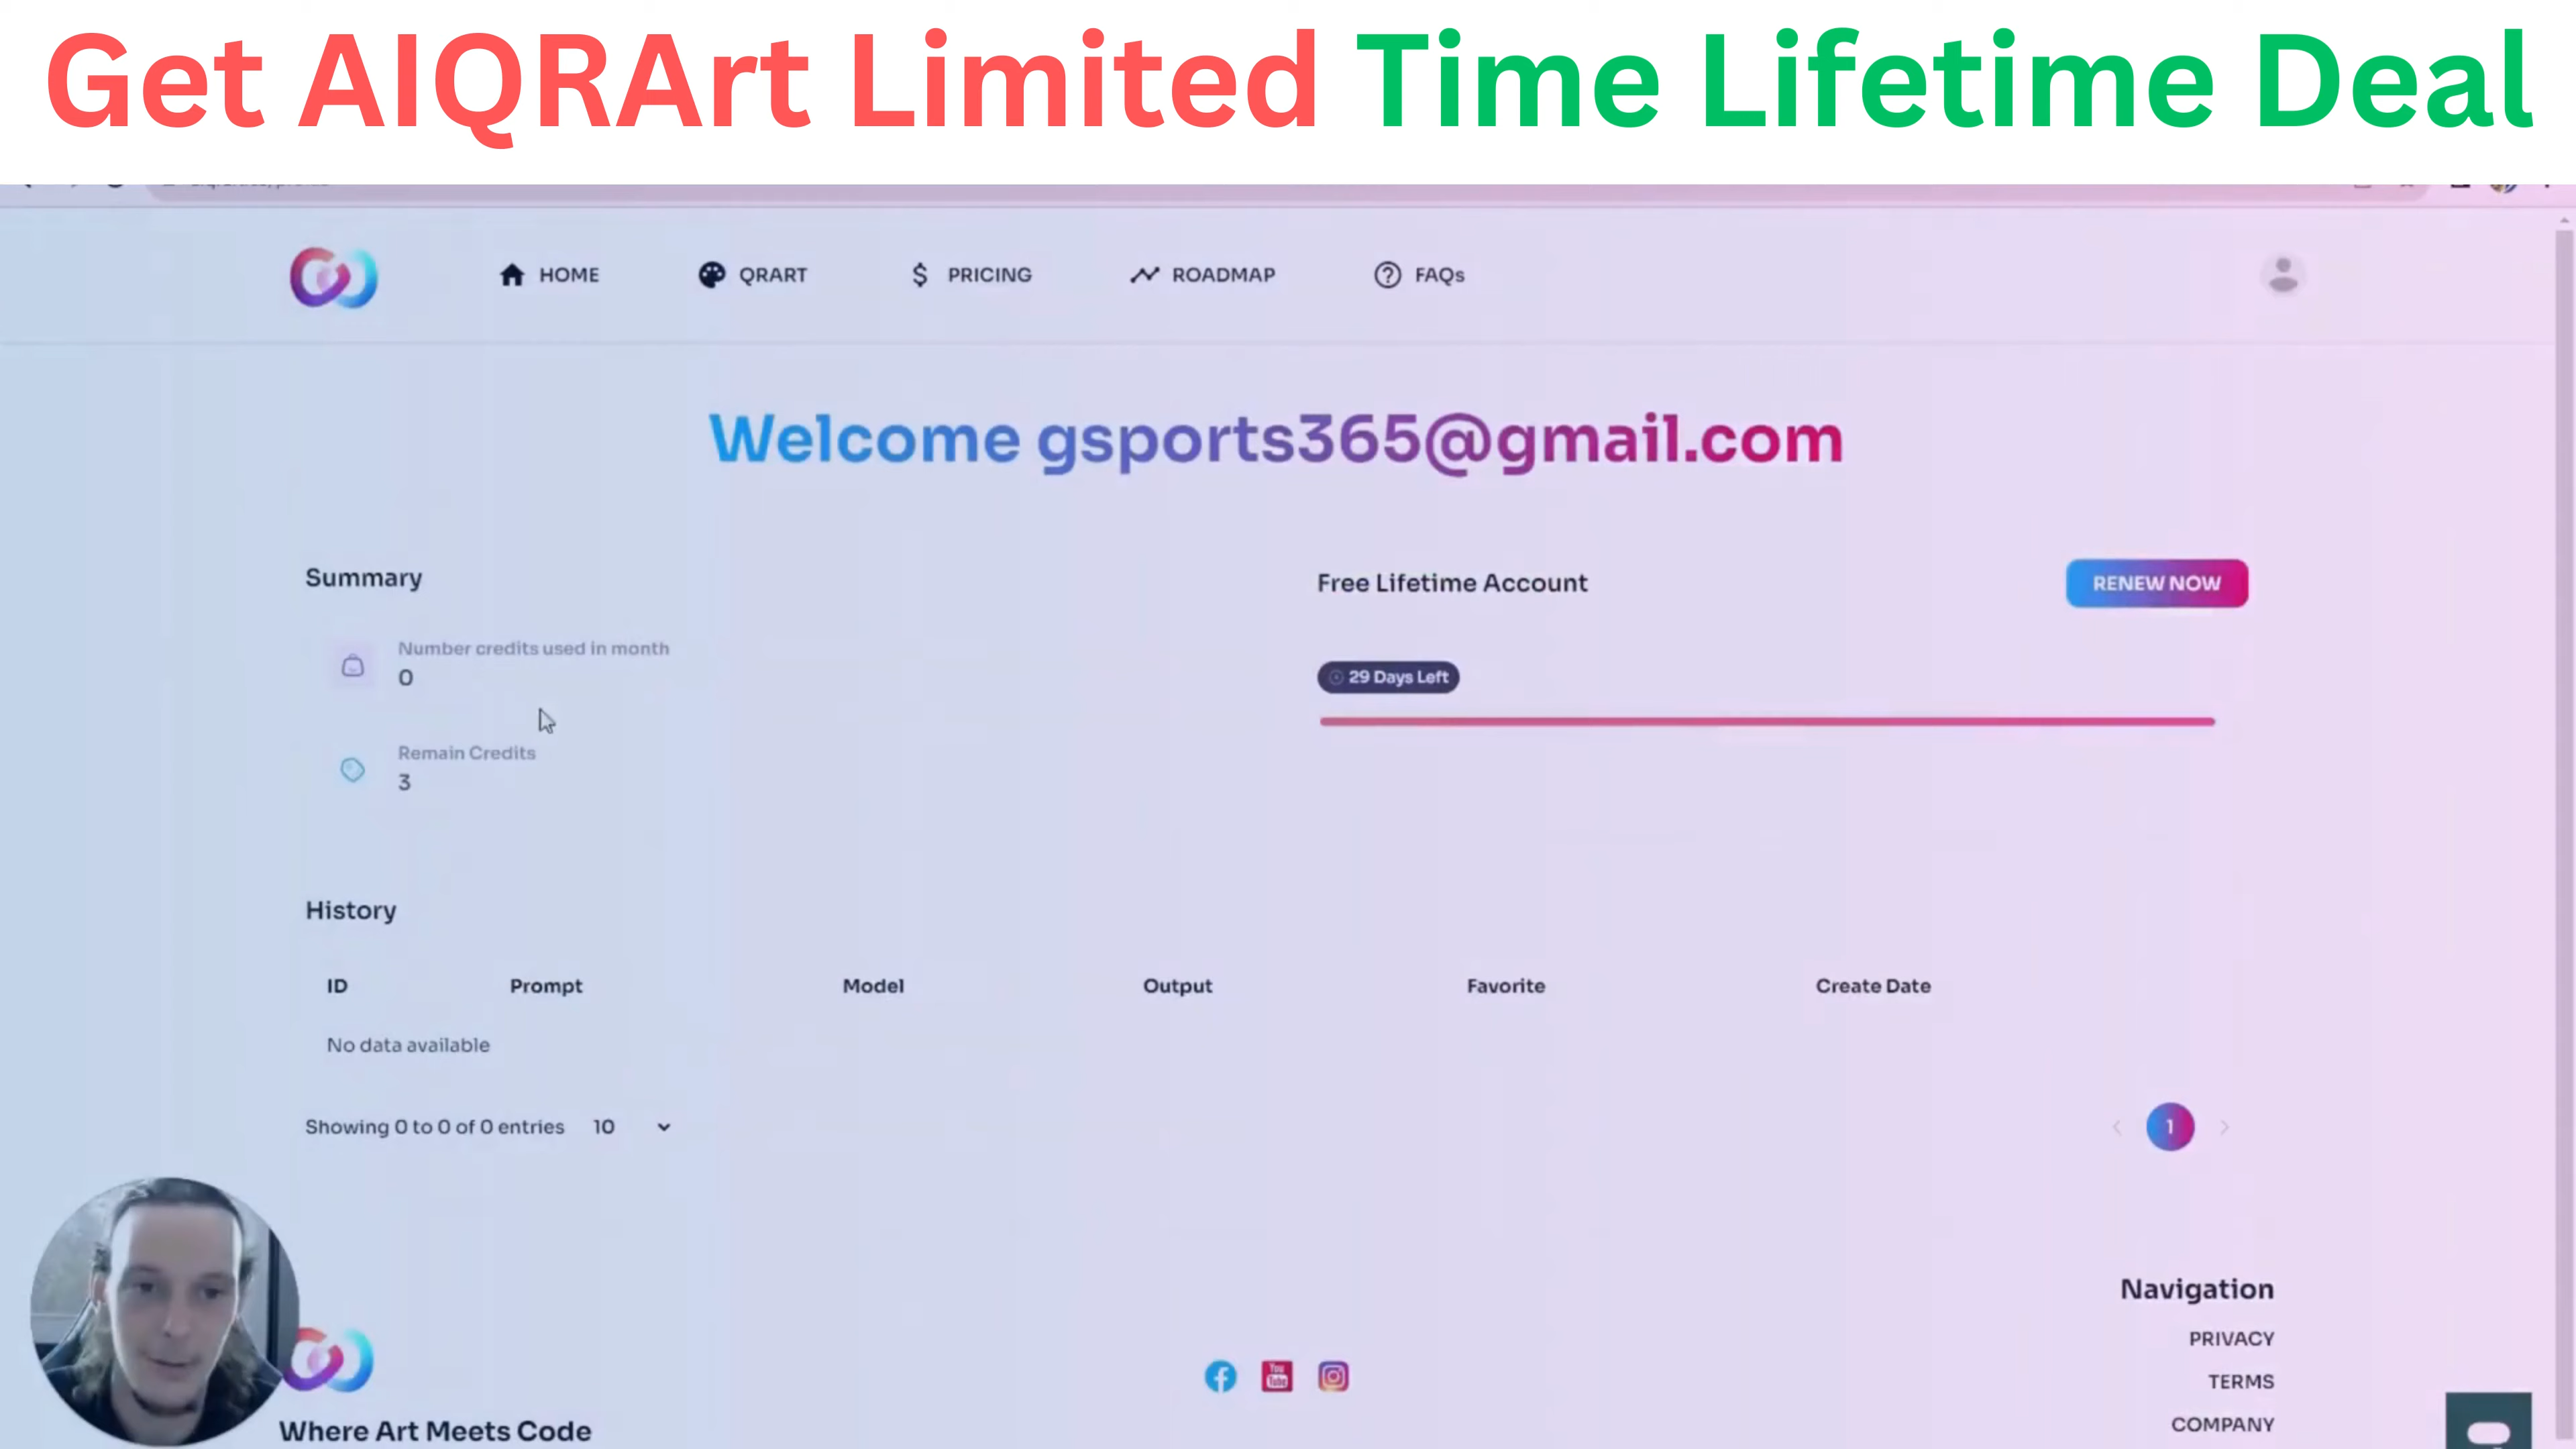 Get AIQRArt Limited Time Lifetime Deal
HOME QRART PRICING ROADMAP FAQs
Welcome gsports365@gmail.com
Summary
Number credits used in month
0
Remain Credits
3
Free Lifetime Account RENEW NOW
29 Days Left
History
ID Prompt Model Output Favorite Create Date
No data available
Showing 0 to 0 of 0 entries 10
1
Where Art Meets Code
You
Tube
Navigation
PRIVACY
TERMS
COMPANY